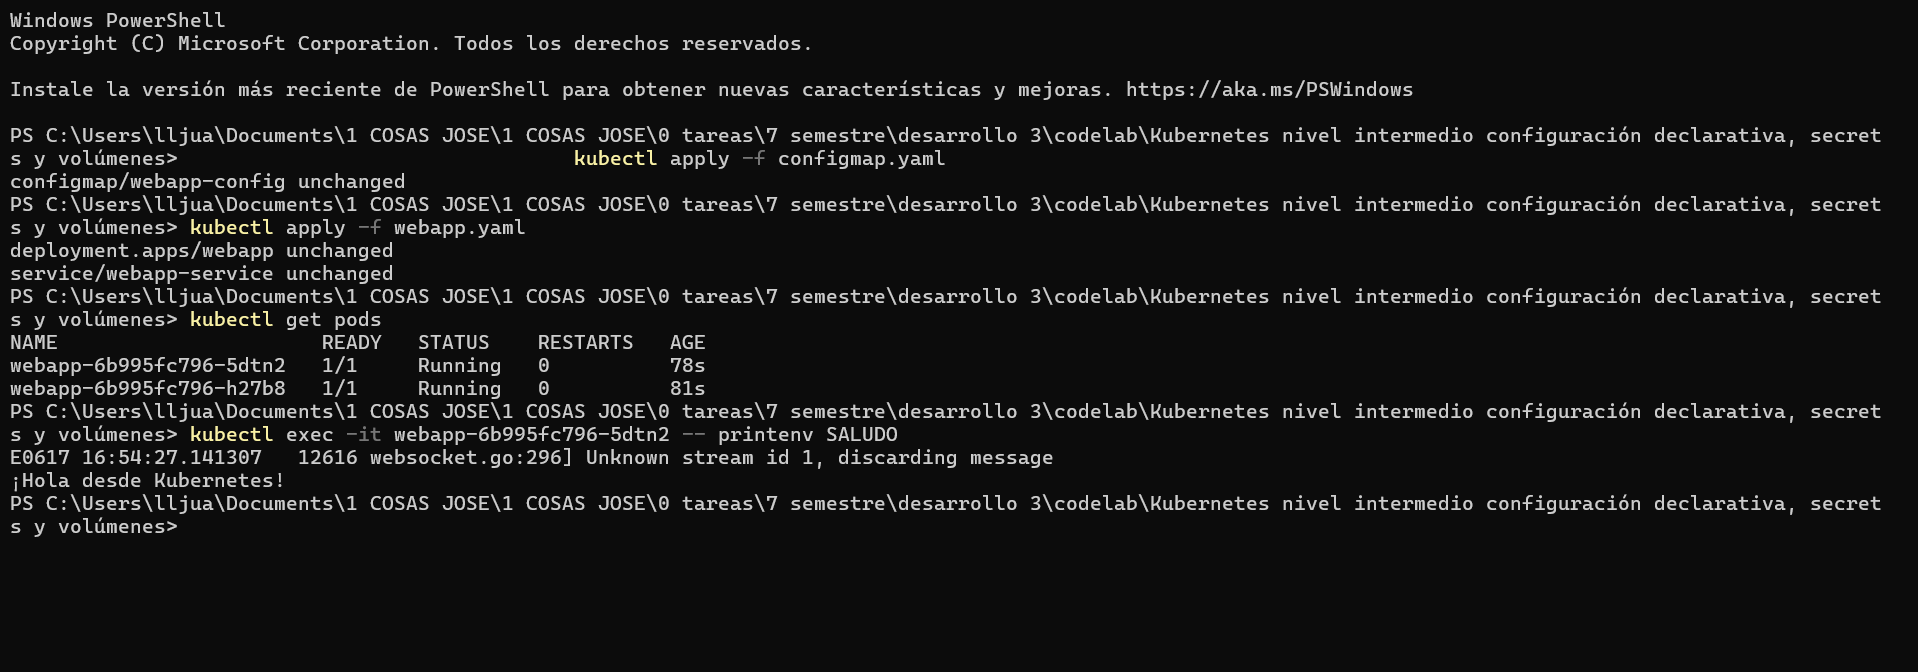 Windows PowerShell
Copyright (C) Microsoft Corporation. Todos los derechos reservados.
Instale la versión más reciente de PowerShell para obtener nuevas características y mejoras. https://aka.ms/PSWindows
PS C:\Users\lljua\Documents\1 COSAS JOSE\1 COSAS JOSE\0 tareas\7 semestre\desarrollo 3\codelab\Kubernetes nivel intermedio configuración declarativa, secret
s y volúmenes>                                 kubectl apply -f configmap.yaml
configmap/webapp-config unchanged
PS C:\Users\lljua\Documents\1 COSAS JOSE\1 COSAS JOSE\0 tareas\7 semestre\desarrollo 3\codelab\Kubernetes nivel intermedio configuración declarativa, secret
s y volúmenes> kubectl apply -f webapp.yaml
deployment.apps/webapp unchanged
service/webapp-service unchanged
PS C:\Users\lljua\Documents\1 COSAS JOSE\1 COSAS JOSE\0 tareas\7 semestre\desarrollo 3\codelab\Kubernetes nivel intermedio configuración declarativa, secret
s y volúmenes> kubectl get pods
NAME                      READY   STATUS    RESTARTS   AGE
webapp-6b995fc796-5dtn2   1/1     Running   0          78s
webapp-6b995fc796-h27b8   1/1     Running   0          81s
PS C:\Users\lljua\Documents\1 COSAS JOSE\1 COSAS JOSE\0 tareas\7 semestre\desarrollo 3\codelab\Kubernetes nivel intermedio configuración declarativa, secret
s y volúmenes> kubectl exec -it webapp-6b995fc796-5dtn2 -- printenv SALUDO
E0617 16:54:27.141307   12616 websocket.go:296] Unknown stream id 1, discarding message
¡Hola desde Kubernetes!
PS C:\Users\lljua\Documents\1 COSAS JOSE\1 COSAS JOSE\0 tareas\7 semestre\desarrollo 3\codelab\Kubernetes nivel intermedio configuración declarativa, secret
s y volúmenes>